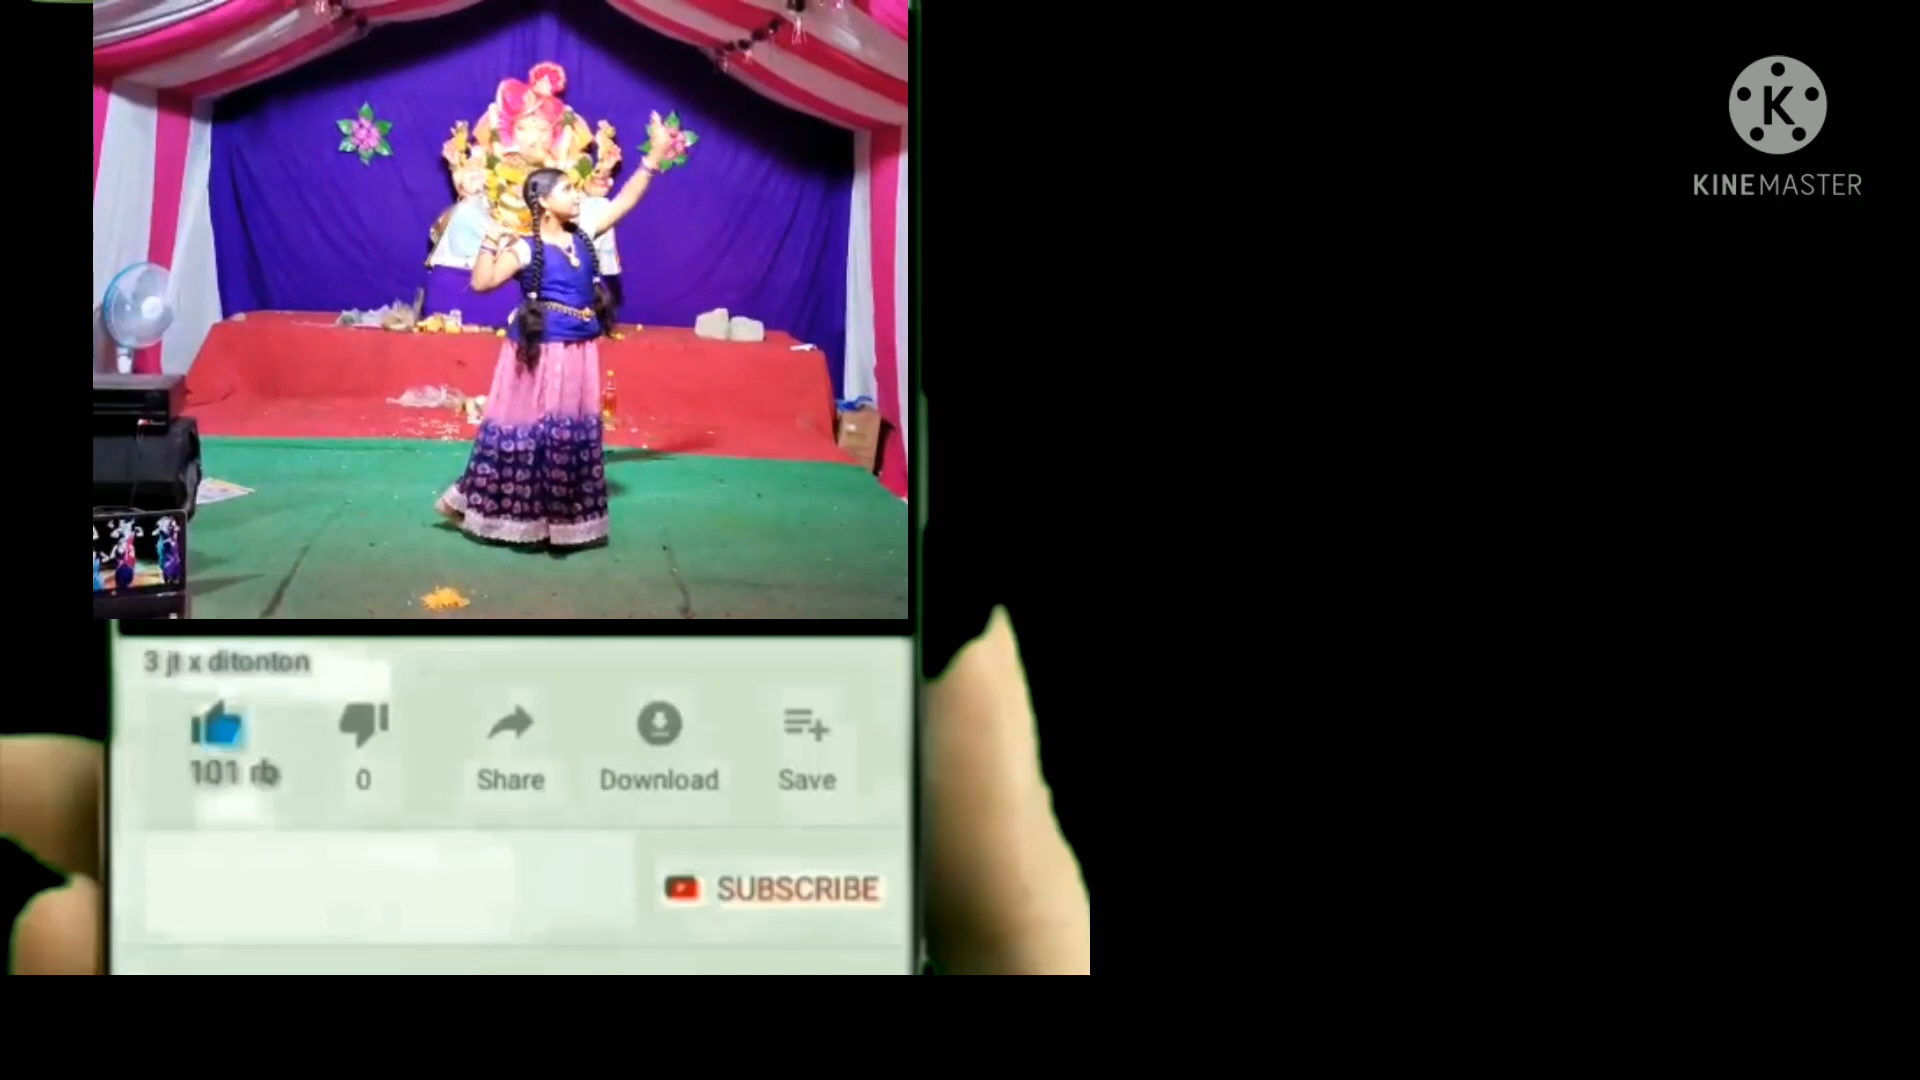 KINEMASTER
3 jt x ditonton
101 rb
0
Share
Download
Save
SUBSCRIBE